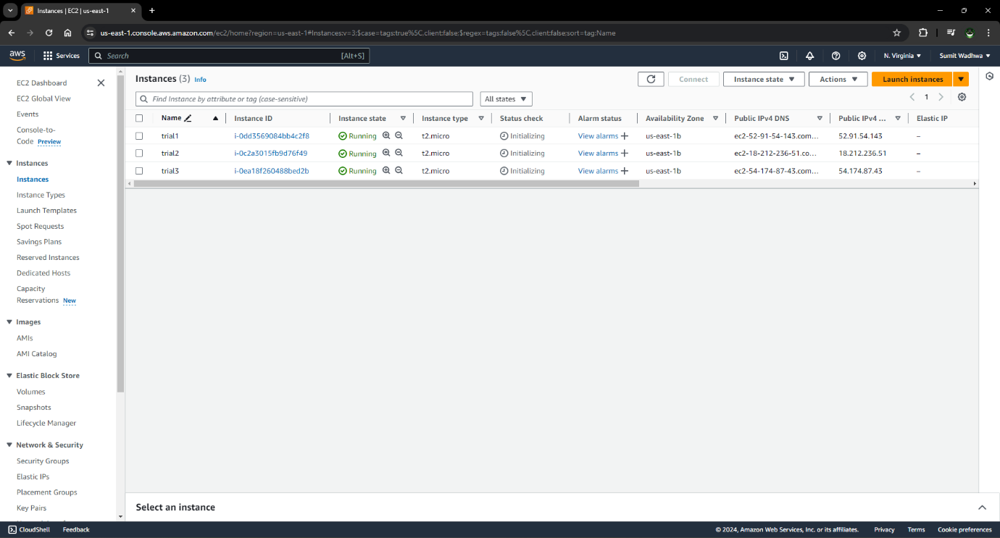 Instances | EC2 | us-east-1
us-east-1.console.aws.amazon.com/ec2/home?region=us-east-1#Instances:v=3;$case=tags:true%5C,client:false;$regex=tags:false%5C,client:false;sort=tag:Name
aws Services Search [Alt+S] N. Virginia Sumit Wadhwa
EC2 Dashboard
EC2 Global View
Events
Console-to-
Code Preview
Instances
Instances
Instance Types
Launch Templates
Spot Requests
Savings Plans
Reserved Instances
Dedicated Hosts
Capacity
Reservations New
Images
AMIs
AMI Catalog
Elastic Block Store
Volumes
Snapshots
Lifecycle Manager
Network & Security
Security Groups
Elastic IPs
Placement Groups
Key Pairs
Instances (3) Info
Connect Instance state Actions Launch instances
Find Instance by attribute or tag (case-sensitive) All states 1
Name Instance ID Instance state Instance type Status check Alarm status Availability Zone Public IPv4 DNS Public IPv4 ... Elastic IP
trial1 i-0dd3569084bb4c2f8 Running t2.micro Initializing View alarms + us-east-1b ec2-52-91-54-143.com... 52.91.54.143 –
trial2 i-0c2a3015fb9d76f49 Running t2.micro Initializing View alarms + us-east-1b ec2-18-212-236-51.co... 18.212.236.51 –
trial3 i-0ea18f260488bed2b Running t2.micro Initializing View alarms + us-east-1b ec2-54-174-87-43.com... 54.174.87.43 –
Select an instance
CloudShell Feedback © 2024, Amazon Web Services, Inc. or its affiliates. Privacy Terms Cookie preferences